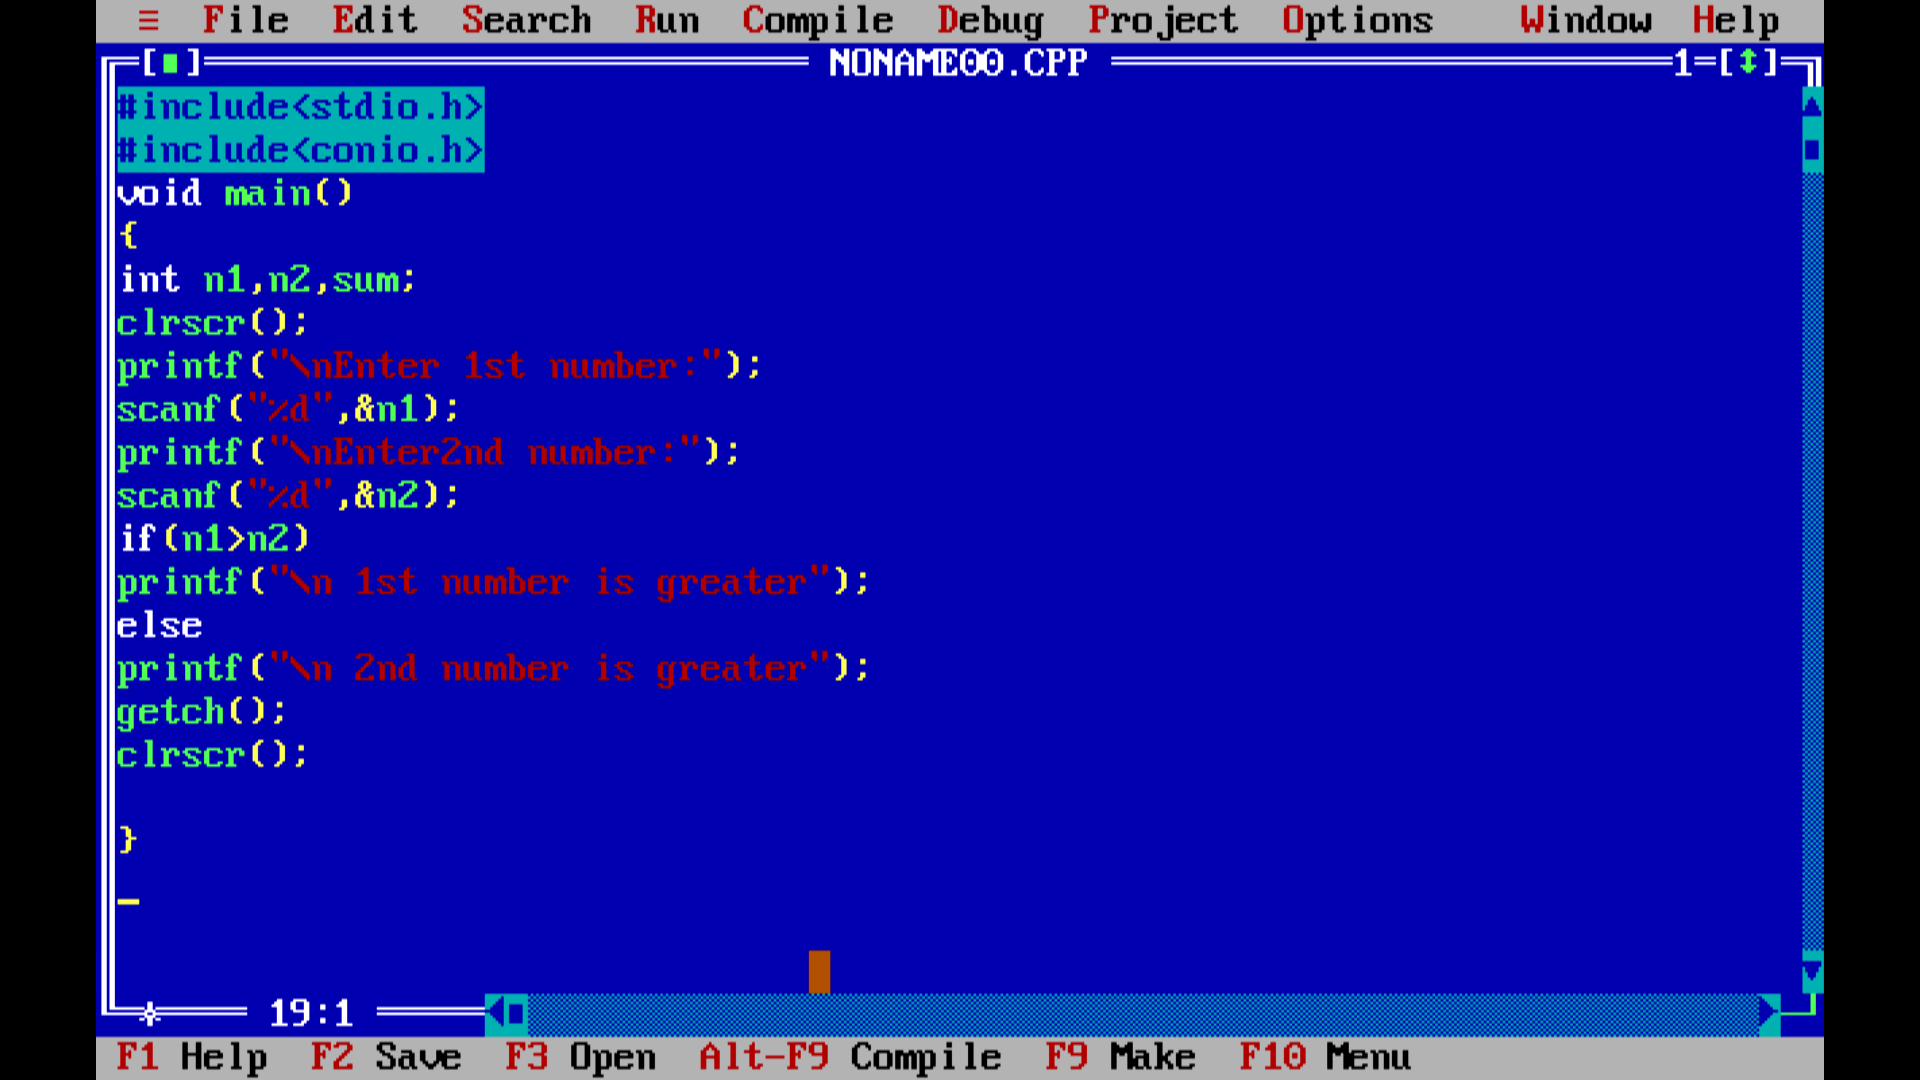 ≡ File Edit Search Run Compile Debug Project Options Window Help
[■] NONAME00.CPP 1=[↕]
#include<stdio.h>
#include<conio.h>
void main()
{
int n1,n2,sum;
clrscr();
printf("\nEnter 1st number:");
scanf("%d",&n1);
printf("\nEnter2nd number:");
scanf("%d",&n2);
if(n1>n2)
printf("\n 1st number is greater");
else
printf("\n 2nd number is greater");
getch();
clrscr();
}
19:1
F1 Help F2 Save F3 Open Alt-F9 Compile F9 Make F10 Menu